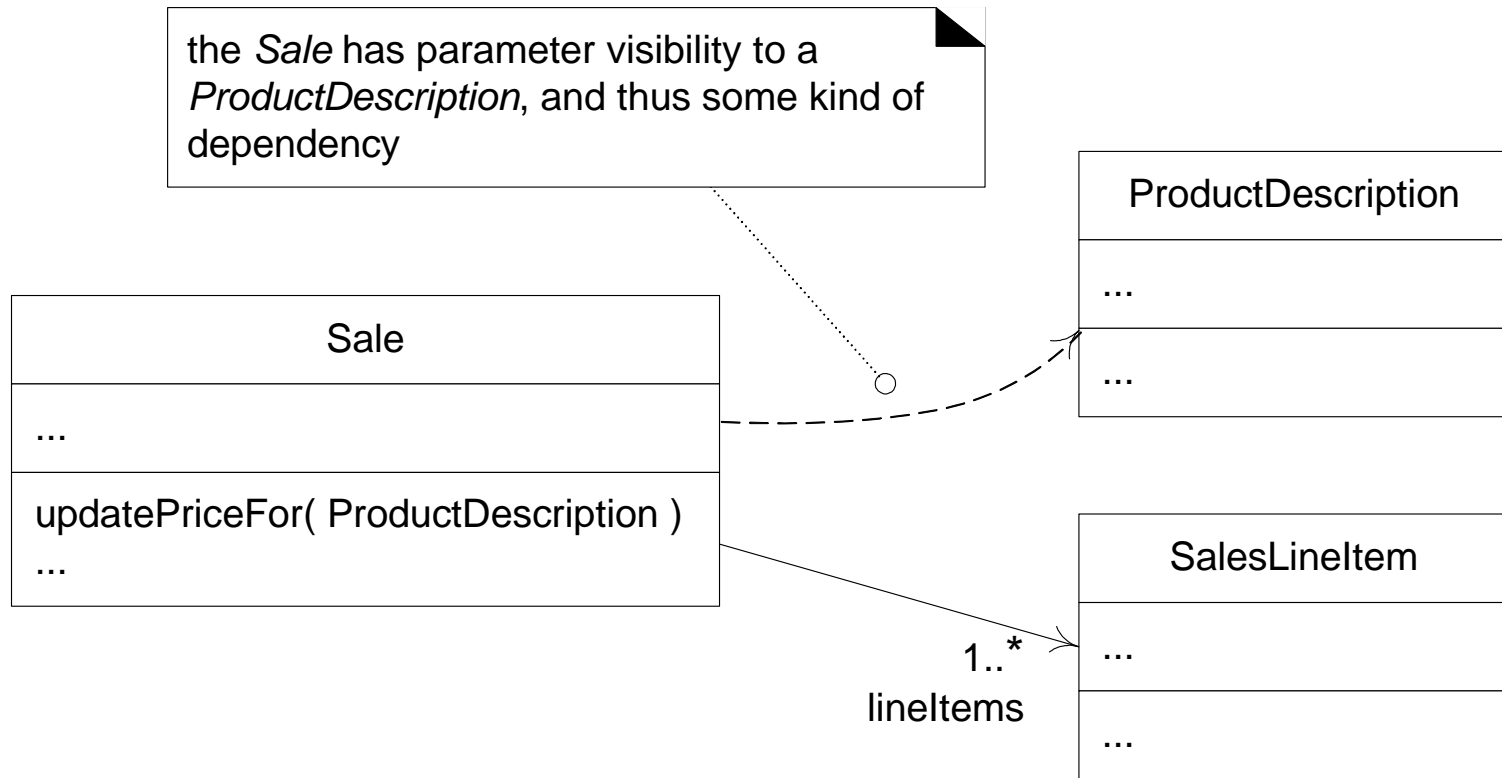 the Sale has parameter visibility to a
ProductDescription, and thus some kind of
dependency
ProductDescription
...
...
Sale
...
updatePriceFor( ProductDescription )
...
SalesLineItem
...
...
1..*
lineItems